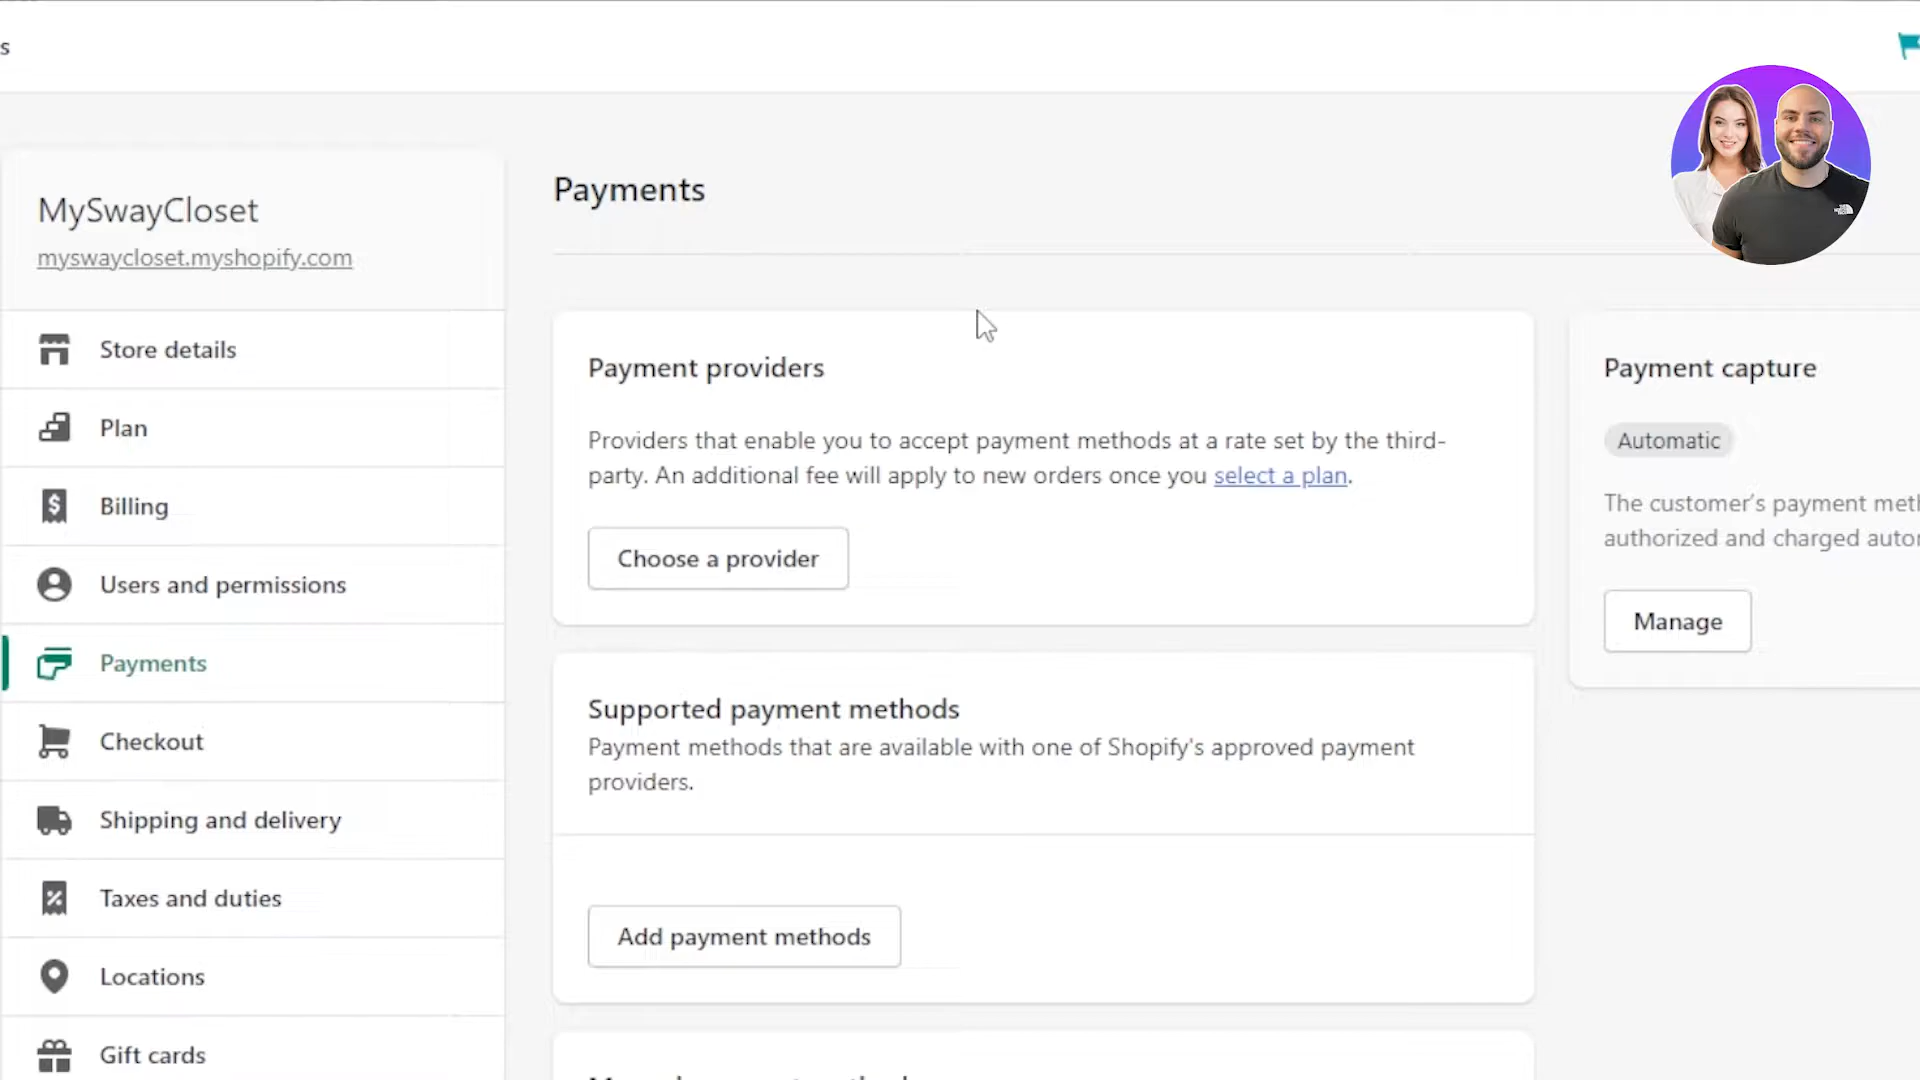 s
MySwayCloset
myswaycloset.myshopify.com
Store details
Plan
Billing
Users and permissions
Payments
Checkout
Shipping and delivery
Taxes and duties
Locations
Gift cards
Payments
Payment providers
Providers that enable you to accept payment methods at a rate set by the third-
party. An additional fee will apply to new orders once you select a plan.
Choose a provider
Supported payment methods
Payment methods that are available with one of Shopify's approved payment
providers.
Add payment methods
Payment capture
Automatic
The customer's payment meth
authorized and charged auto
Manage